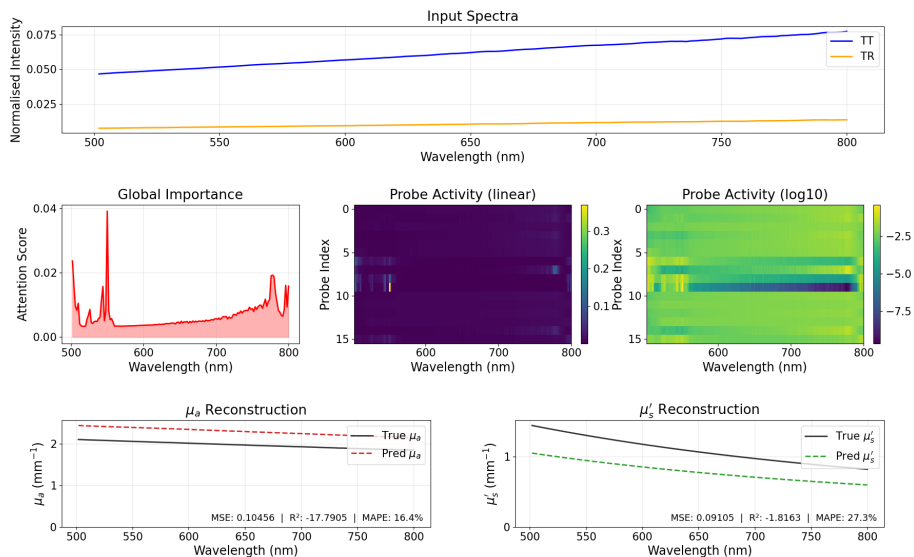 Input Spectra
Normalised Intensity
0.075
0.050
0.025
TT
TR
500 550 600 650 700 750 800
Wavelength (nm)
Global Importance
Attention Score
0.04
0.02
0.00
500 600 700 800
Wavelength (nm)
Probe Activity (linear)
Probe Index
0
5
10
15
600 700 800
Wavelength (nm)
0.3
0.2
0.1
Probe Activity (log10)
Probe Index
0
5
10
15
600 700 800
Wavelength (nm)
−2.5
−5.0
−7.5
μₐ Reconstruction
μₐ (mm⁻¹)
2
1
0
True μₐ
Pred μₐ
MSE: 0.10456 | R²: -17.7905 | MAPE: 16.4%
500 550 600 650 700 750 800
Wavelength (nm)
μ′ₛ Reconstruction
μ′ₛ (mm⁻¹)
1
0
True μ′ₛ
Pred μ′ₛ
MSE: 0.09105 | R²: -1.8163 | MAPE: 27.3%
500 550 600 650 700 750 800
Wavelength (nm)